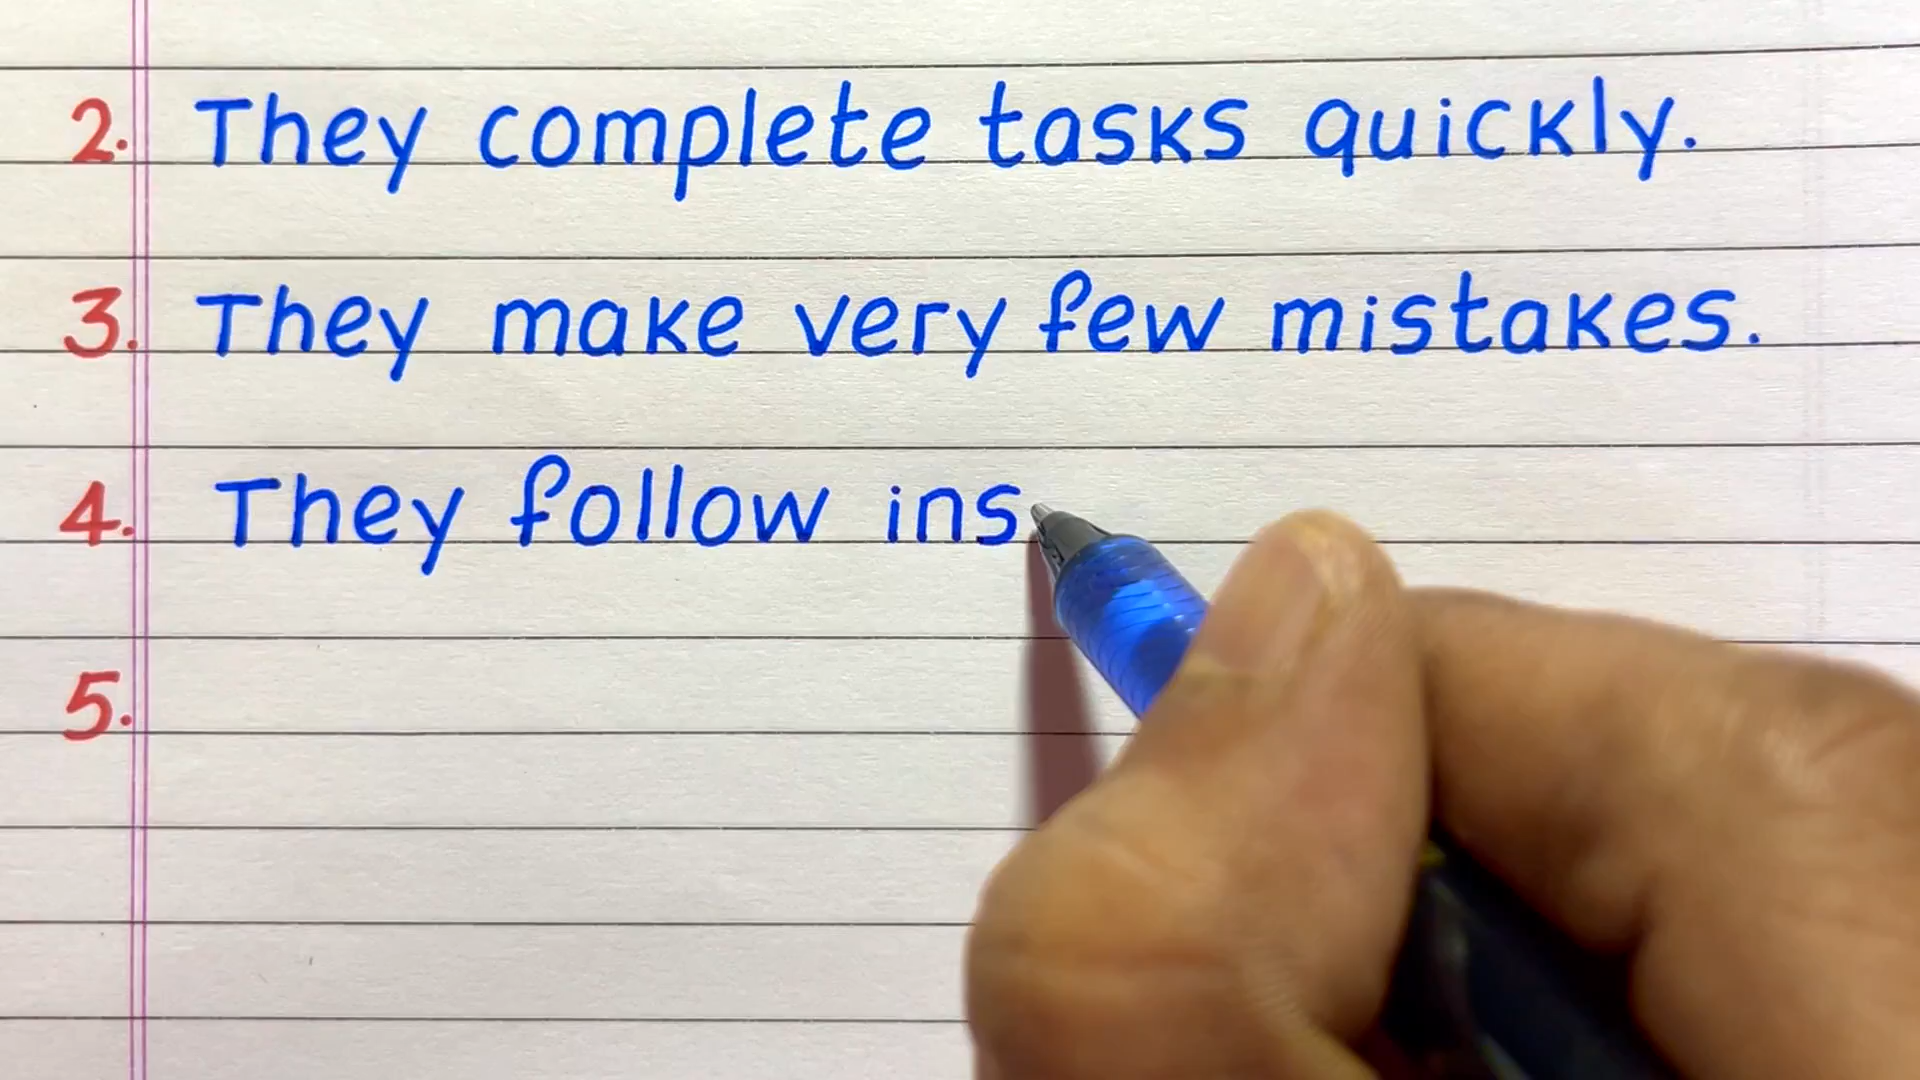 2. They complete tasks quickly.
3. They make very few mistakes.
4. They follow ins
5.